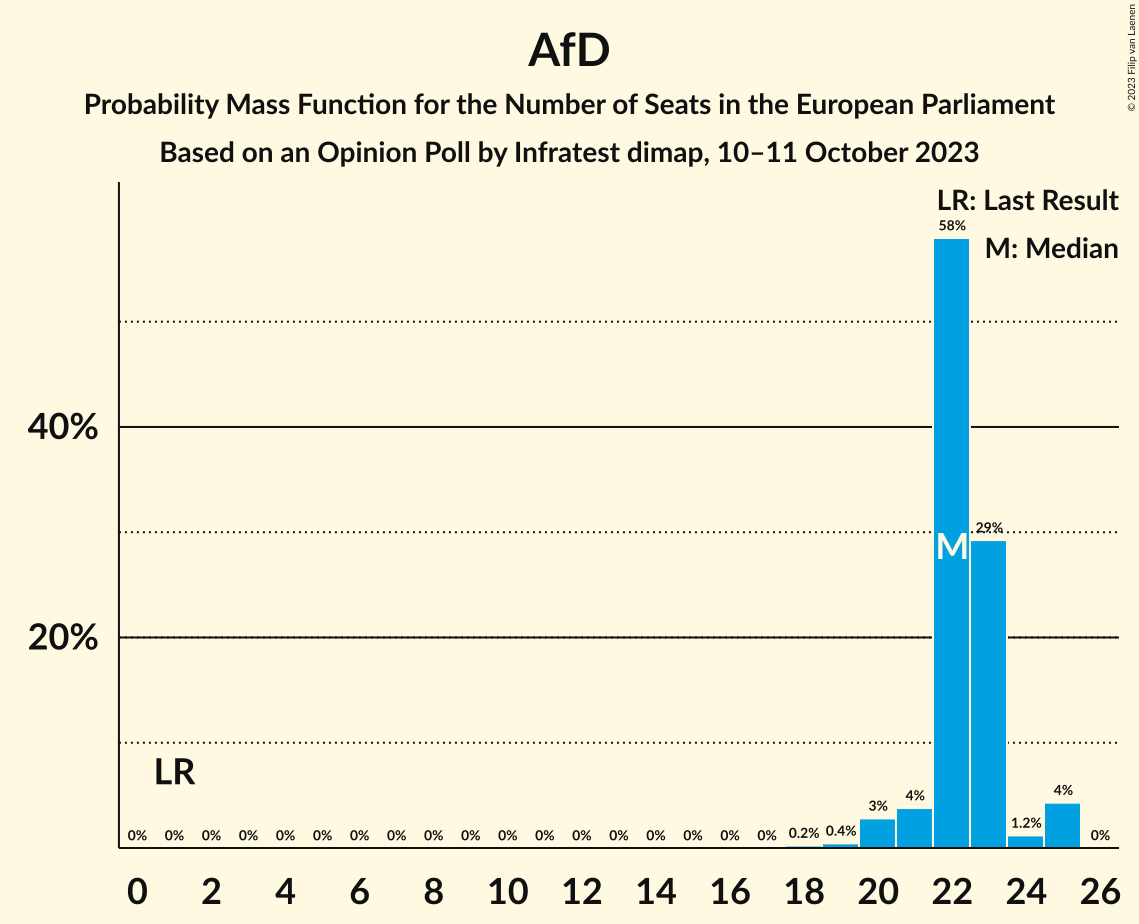 AfD
Probability Mass Function for the Number of Seats in the European Parliament
Based on an Opinion Poll by Infratest dimap, 10–11 October 2023
© 2023 Filip van Laenen
LR: Last Result
M: Median
58%
40%
29%
M
20%
LR
0% 0% 0% 0% 0% 0% 0% 0% 0% 0% 0% 0% 0% 0% 0% 0% 0% 0% 0.2% 0.4% 3% 4% 1.2% 4% 0%
0 2 4 6 8 10 12 14 16 18 20 22 24 26